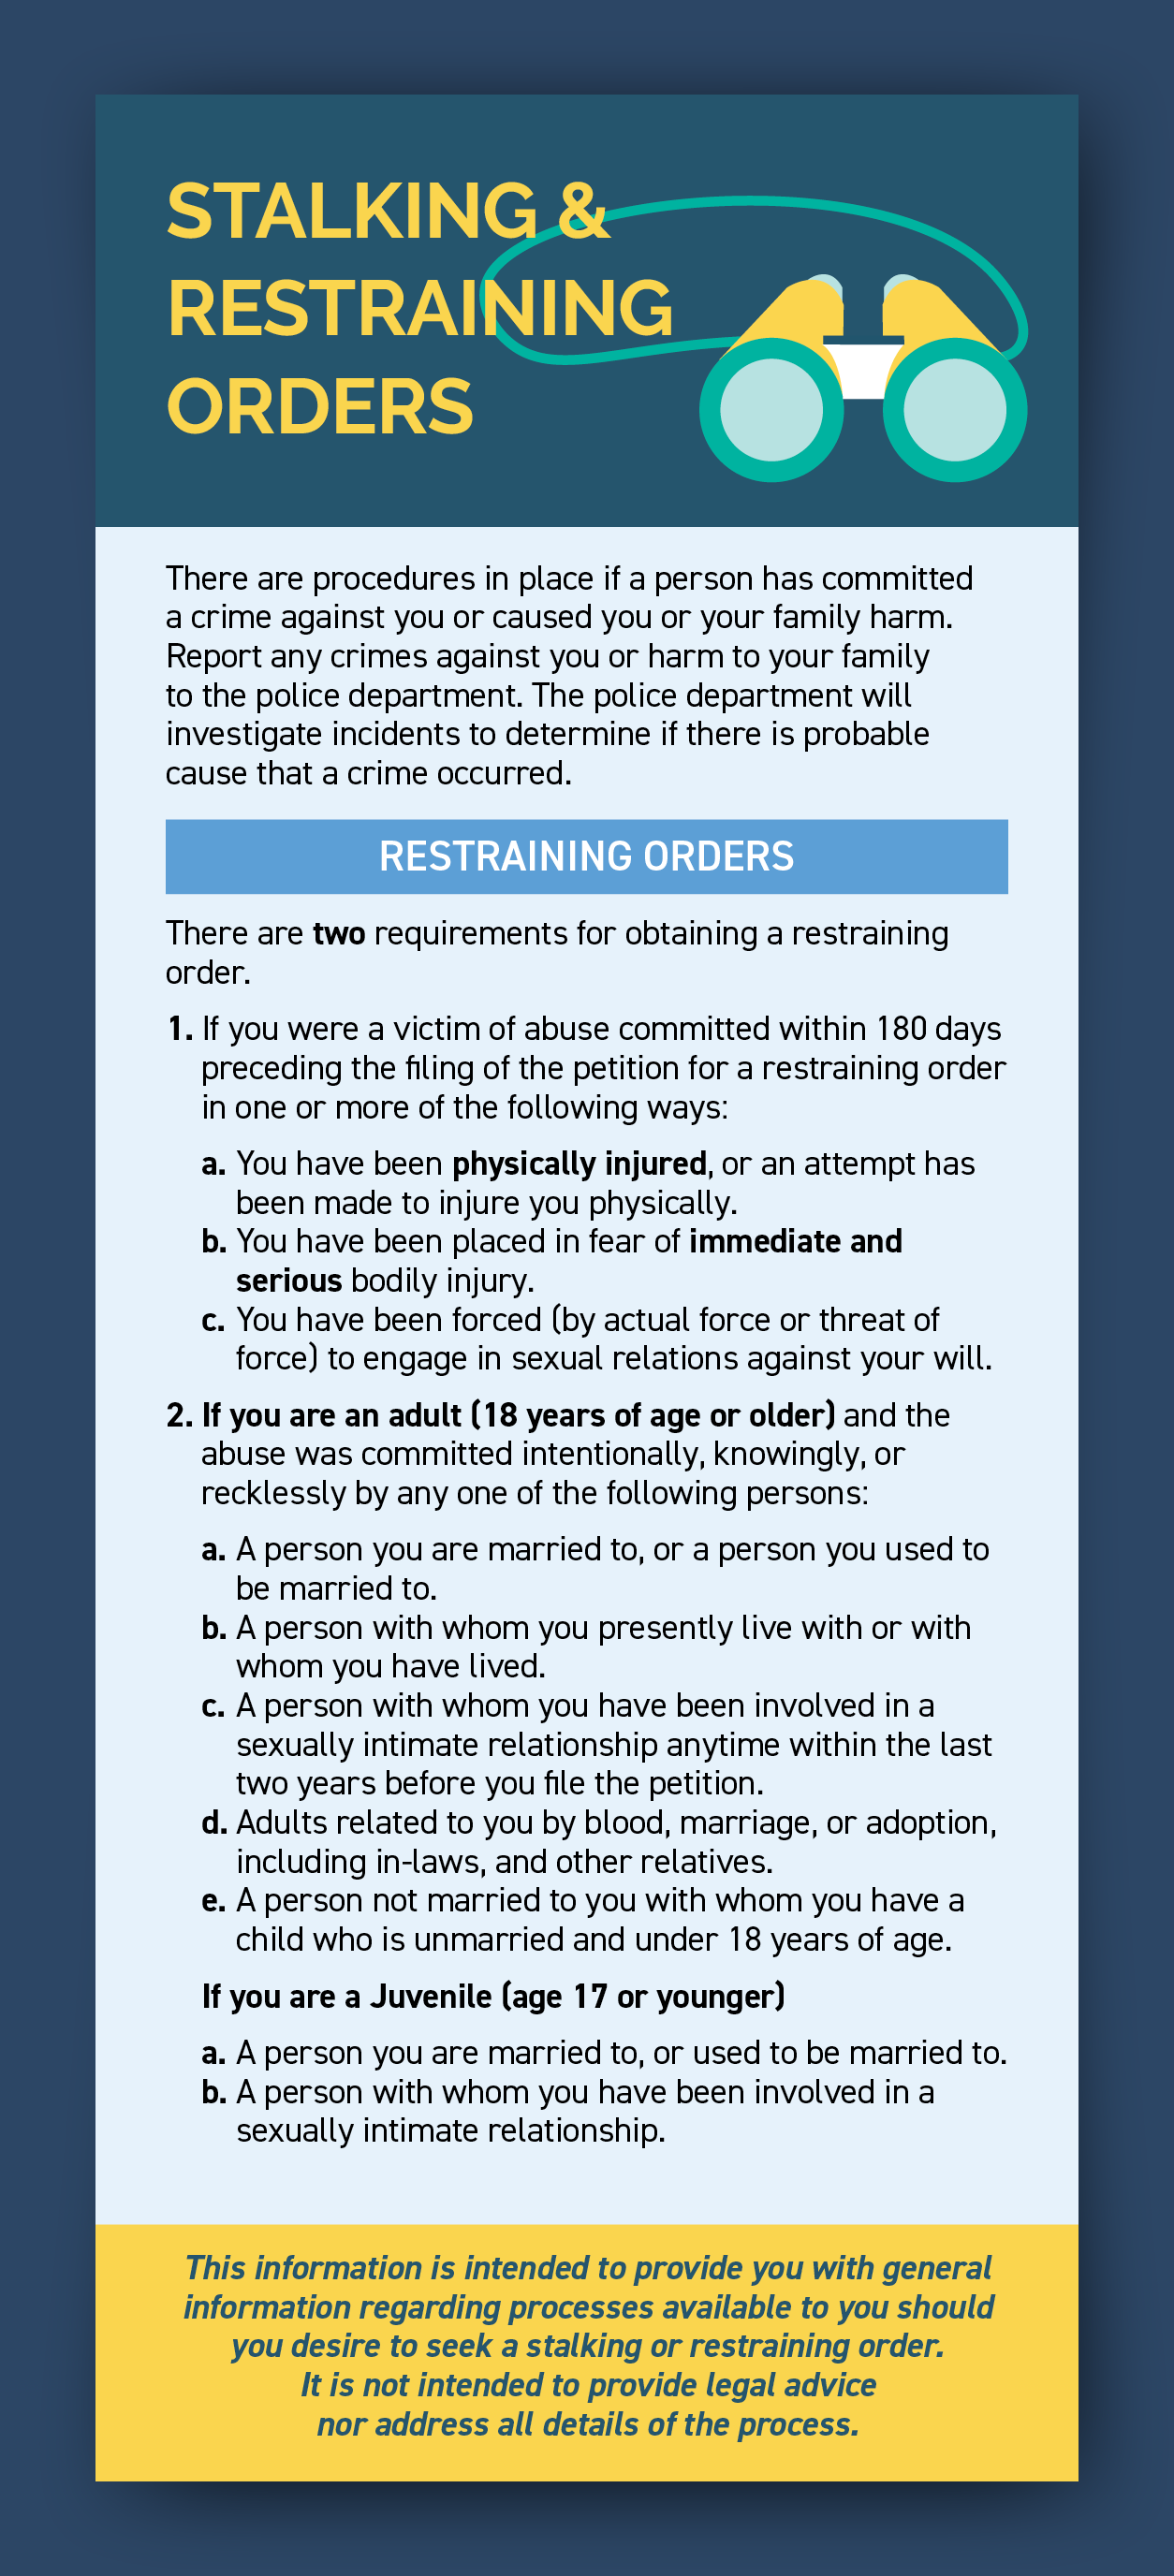 STALKING &
RESTRAINING
ORDERS
There are procedures in place if a person has committed
a crime against you or caused you or your family harm.
Report any crimes against you or harm to your family
to the police department. The police department will
investigate incidents to determine if there is probable
cause that a crime occurred.
RESTRAINING ORDERS
There are two requirements for obtaining a restraining
order.
1. If you were a victim of abuse committed within 180 days
preceding the filing of the petition for a restraining order
in one or more of the following ways:
a. You have been physically injured, or an attempt has
been made to injure you physically.
b. You have been placed in fear of immediate and
serious bodily injury.
c. You have been forced (by actual force or threat of
force) to engage in sexual relations against your will.
2. If you are an adult (18 years of age or older) and the
abuse was committed intentionally, knowingly, or
recklessly by any one of the following persons:
a. A person you are married to, or a person you used to
be married to.
b. A person with whom you presently live with or with
whom you have lived.
c. A person with whom you have been involved in a
sexually intimate relationship anytime within the last
two years before you file the petition.
d. Adults related to you by blood, marriage, or adoption,
including in-laws, and other relatives.
e. A person not married to you with whom you have a
child who is unmarried and under 18 years of age.
If you are a Juvenile (age 17 or younger)
a. A person you are married to, or used to be married to.
b. A person with whom you have been involved in a
sexually intimate relationship.
This information is intended to provide you with general
information regarding processes available to you should
you desire to seek a stalking or restraining order.
It is not intended to provide legal advice
nor address all details of the process.